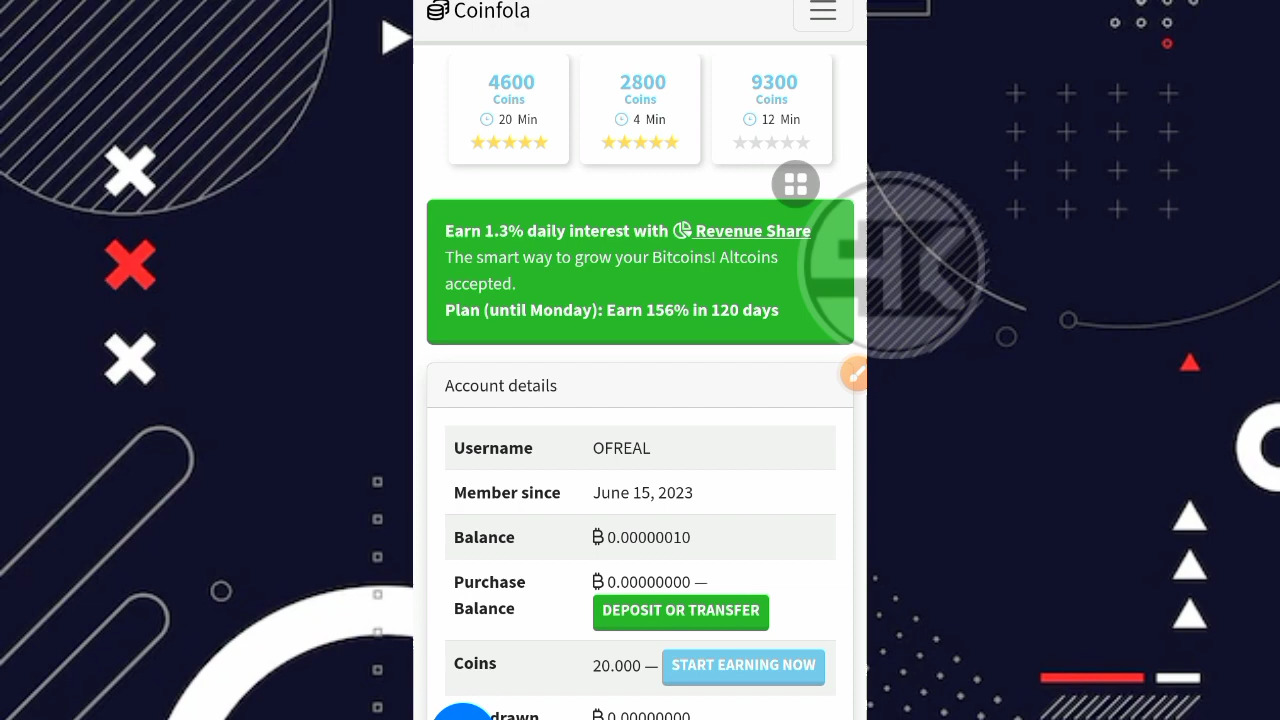 Coinfola
4600 2800 9300
Coins Coins Coins
20 Min 4 Min 12 Min
Earn 1.3% daily interest with Revenue Share
The smart way to grow your Bitcoins! Altcoins
accepted.
Plan (until Monday): Earn 156% in 120 days
Account details
Username OFREAL
Member since June 15, 2023
Balance ₿ 0.00000010
Purchase ₿ 0.00000000 —
Balance DEPOSIT OR TRANSFER
Coins 20.000 — START EARNING NOW
drawn ₿ 0.00000000